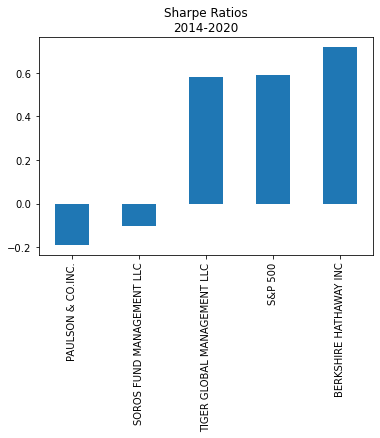 Sharpe Ratios
2014-2020
0.6
0.4
0.2
0.0
−0.2
PAULSON & CO.INC.
SOROS FUND MANAGEMENT LLC
TIGER GLOBAL MANAGEMENT LLC
S&P 500
BERKSHIRE HATHAWAY INC